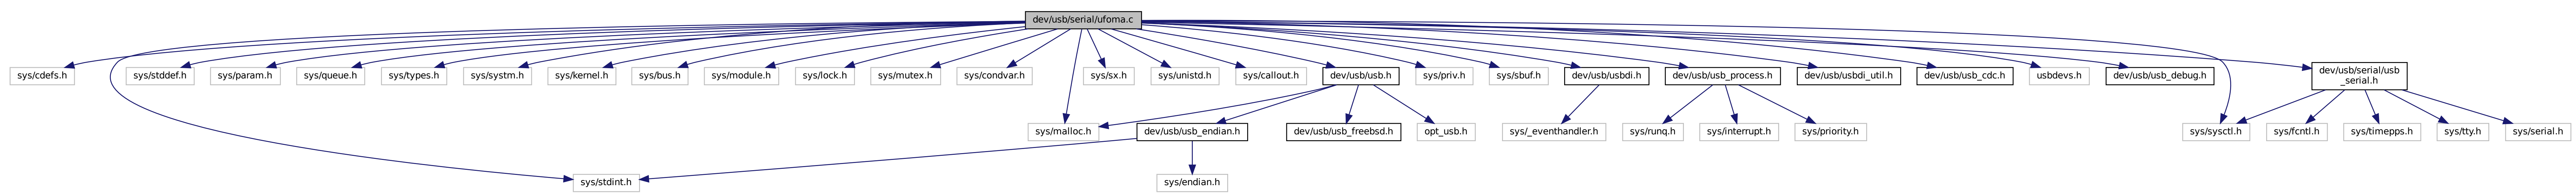 dev/usb/serial/ufoma.c
sys/cdefs.h
sys/stddef.h
sys/param.h
sys/queue.h
sys/types.h
sys/systm.h
sys/kernel.h
sys/bus.h
sys/module.h
sys/lock.h
sys/mutex.h
sys/condvar.h
sys/sx.h
sys/unistd.h
sys/callout.h
dev/usb/usb.h
sys/priv.h
sys/sbuf.h
dev/usb/usbdi.h
dev/usb/usb_process.h
dev/usb/usbdi_util.h
dev/usb/usb_cdc.h
usbdevs.h
dev/usb/usb_debug.h
dev/usb/serial/usb
_serial.h
sys/malloc.h
dev/usb/usb_endian.h
dev/usb/usb_freebsd.h
opt_usb.h
sys/_eventhandler.h
sys/runq.h
sys/interrupt.h
sys/priority.h
sys/sysctl.h
sys/fcntl.h
sys/timepps.h
sys/tty.h
sys/serial.h
sys/stdint.h
sys/endian.h